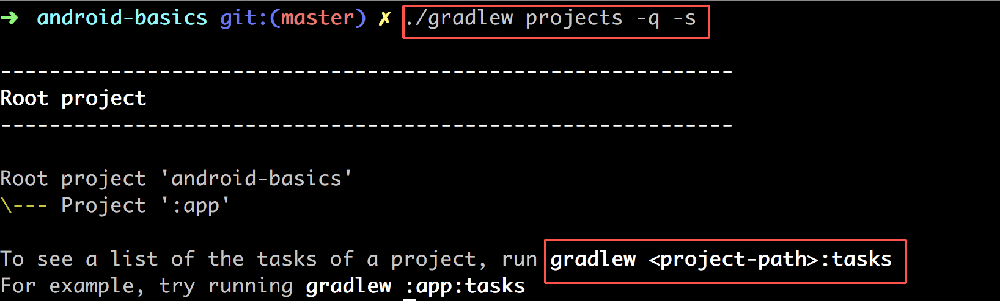 ➜ android-basics git:(master) ✗ ./gradlew projects -q -s
------------------------------------------------------------
Root project
------------------------------------------------------------
Root project 'android-basics'
\--- Project ':app'
To see a list of the tasks of a project, run gradlew <project-path>:tasks
For example, try running gradlew :app:tasks